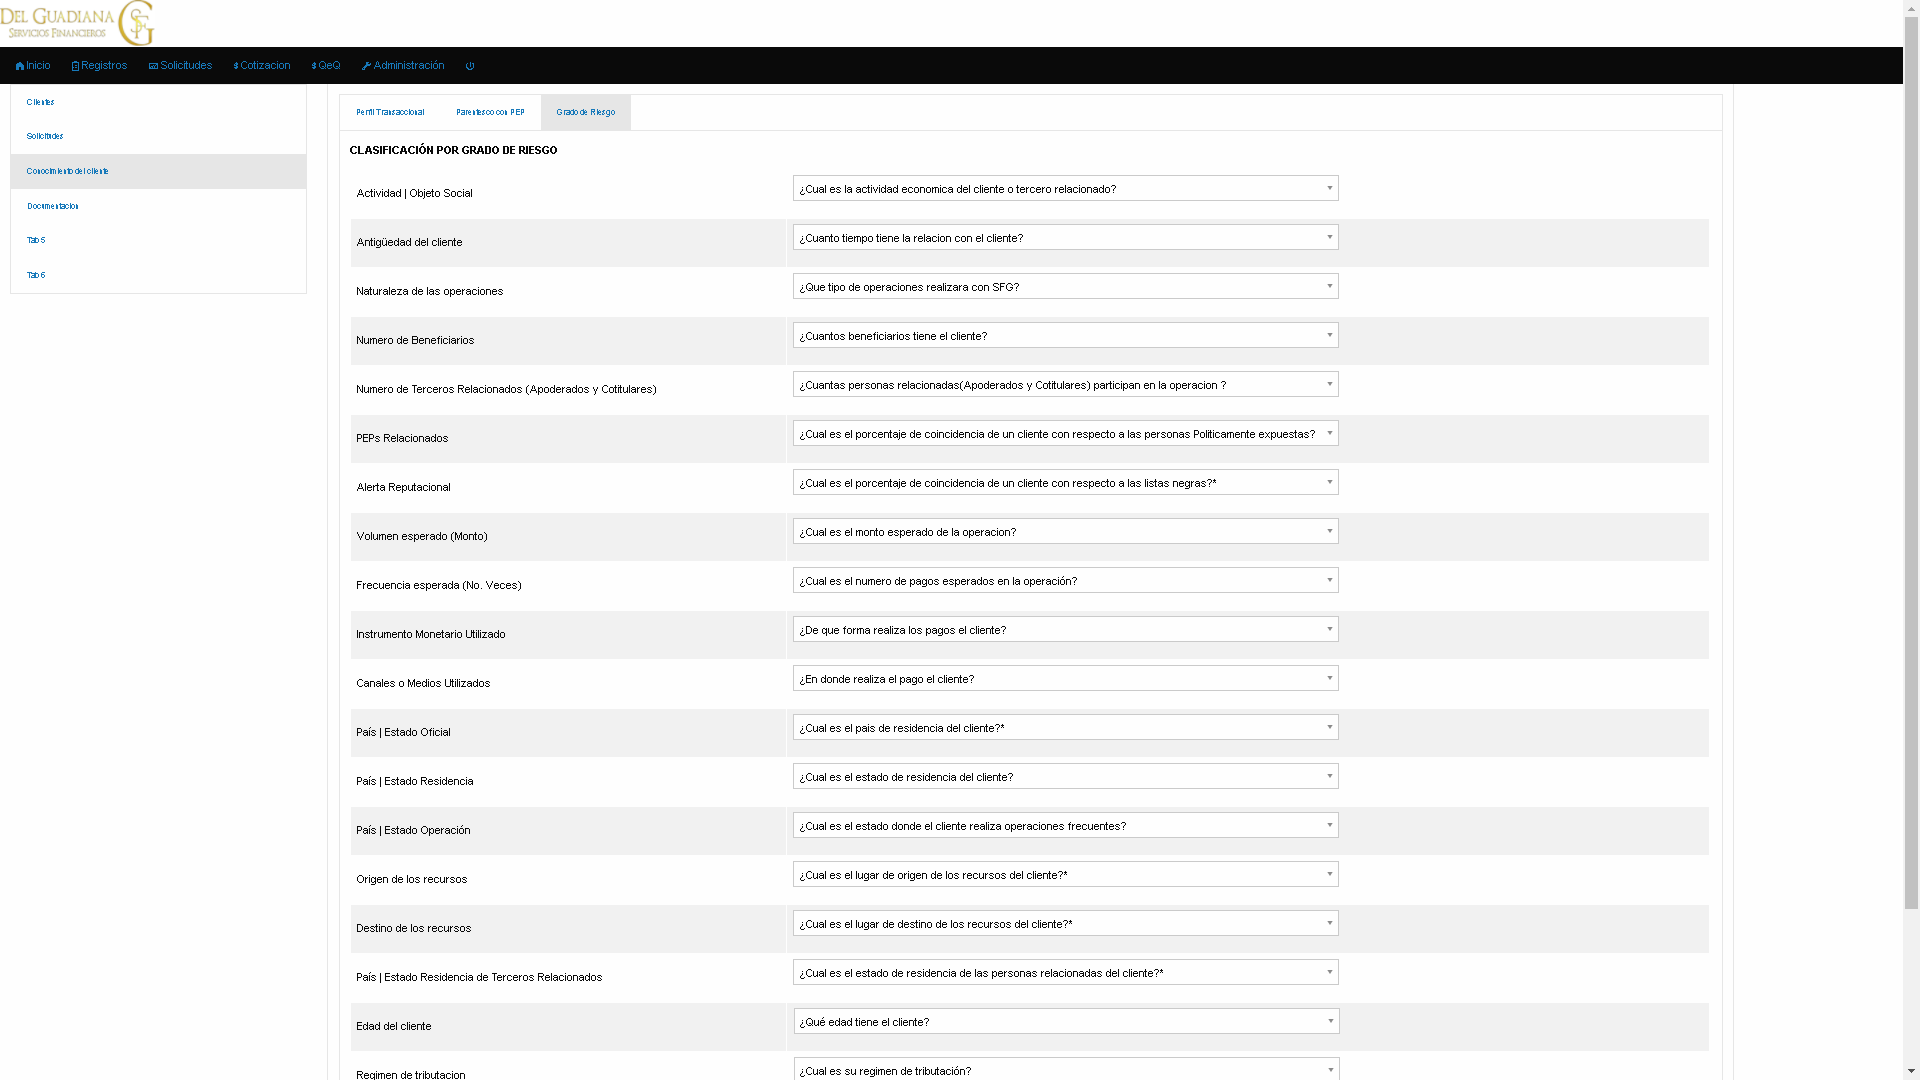 DEL GUADIANA
SERVICIOS FINANCIEROS
Inicio Registros Solicitudes Cotizacion QeQ Administración
Clientes
Solicitudes
Conocimiento del cliente
Documentacion
Tab 5
Tab 6
Perfil Transaccional Parentesco con PEP Grado de Riesgo
CLASIFICACIÓN POR GRADO DE RIESGO
Actividad | Objeto Social ¿Cual es la actividad economica del cliente o tercero relacionado?
Antigüedad del cliente ¿Cuanto tiempo tiene la relacion con el cliente?
Naturaleza de las operaciones ¿Que tipo de operaciones realizara con SFG?
Numero de Beneficiarios ¿Cuantos beneficiarios tiene el cliente?
Numero de Terceros Relacionados (Apoderados y Cotitulares) ¿Cuantas personas relacionadas(Apoderados y Cotitulares) participan en la operacion ?
PEPs Relacionados ¿Cual es el porcentaje de coincidencia de un cliente con respecto a las personas Politicamente expuestas?
Alerta Reputacional ¿Cual es el porcentaje de coincidencia de un cliente con respecto a las listas negras?*
Volumen esperado (Monto) ¿Cual es el monto esperado de la operacion?
Frecuencia esperada (No. Veces) ¿Cual es el numero de pagos esperados en la operación?
Instrumento Monetario Utilizado ¿De que forma realiza los pagos el cliente?
Canales o Medios Utilizados ¿En donde realiza el pago el cliente?
País | Estado Oficial ¿Cual es el pais de residencia del cliente?*
País | Estado Residencia ¿Cual es el estado de residencia del cliente?
País | Estado Operación ¿Cual es el estado donde el cliente realiza operaciones frecuentes?
Origen de los recursos ¿Cual es el lugar de origen de los recursos del cliente?*
Destino de los recursos ¿Cual es el lugar de destino de los recursos del cliente?*
País | Estado Residencia de Terceros Relacionados ¿Cual es el estado de residencia de las personas relacionadas del cliente?*
Edad del cliente ¿Qué edad tiene el cliente?
Regimen de tributacion ¿Cual es su regimen de tributación?